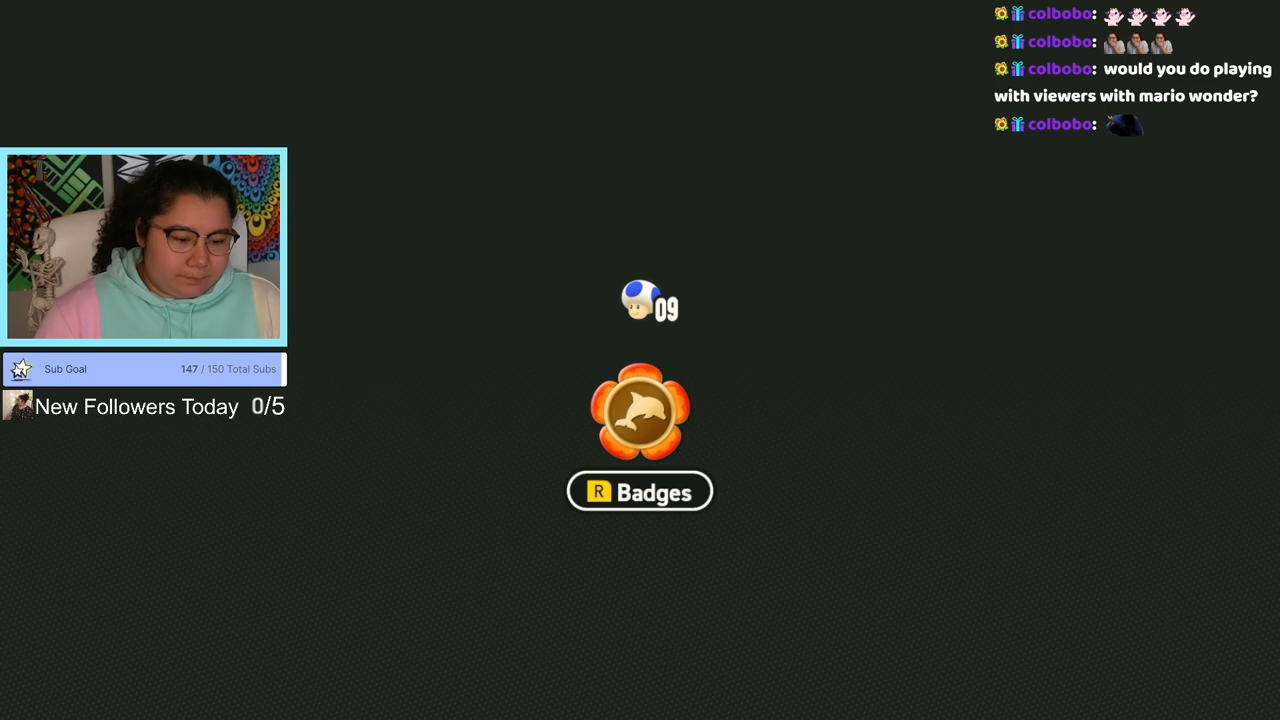 colbobo:
colbobo:
colbobo: would you do playing
with viewers with mario wonder?
colbobo:
Sub Goal 147 / 150 Total Subs
New Followers Today 0/5
09
R Badges